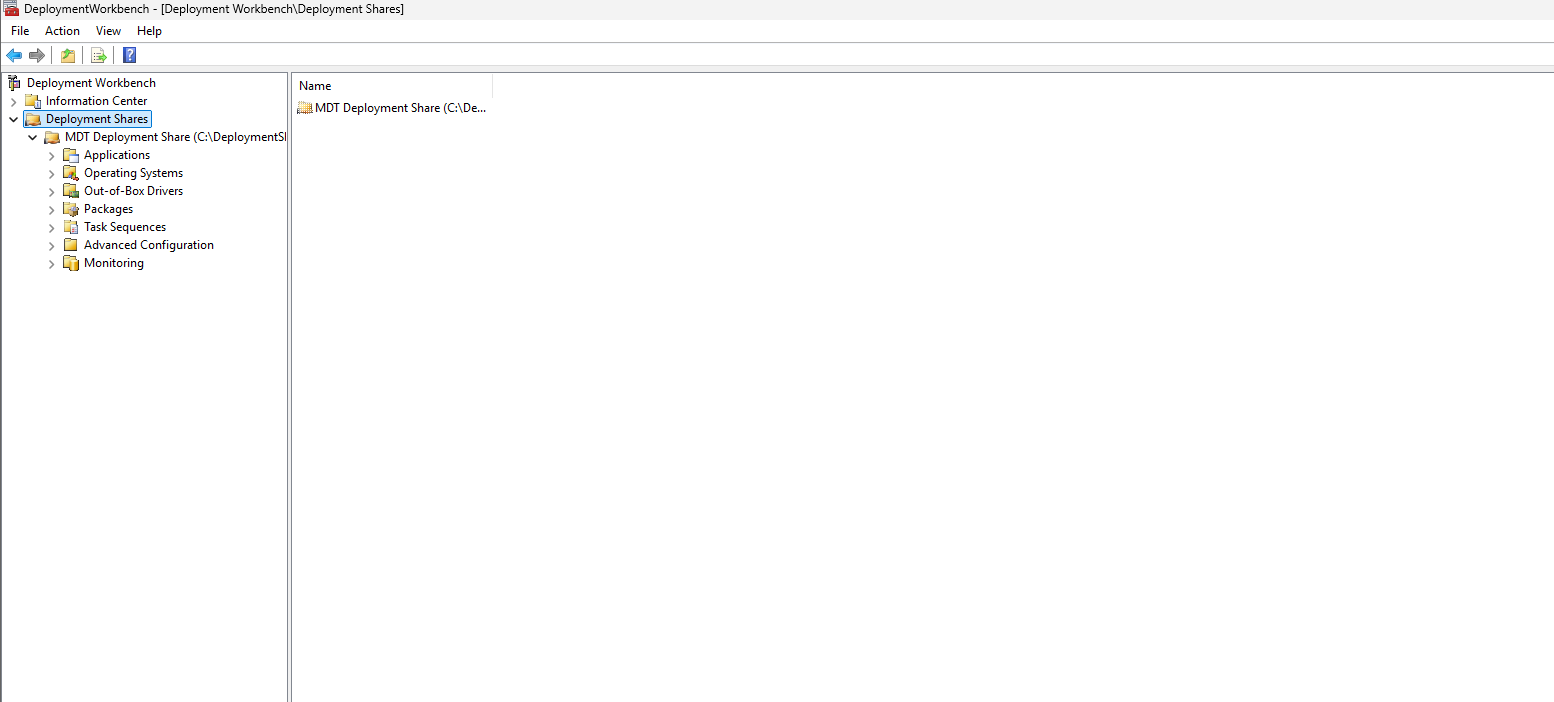 DeploymentWorkbench - [Deployment Workbench\Deployment Shares]
File Action View Help
Deployment Workbench
Information Center
Deployment Shares
MDT Deployment Share (C:\DeploymentSl
Applications
Operating Systems
Out-of-Box Drivers
Packages
Task Sequences
Advanced Configuration
Monitoring
Name
MDT Deployment Share (C:\De...